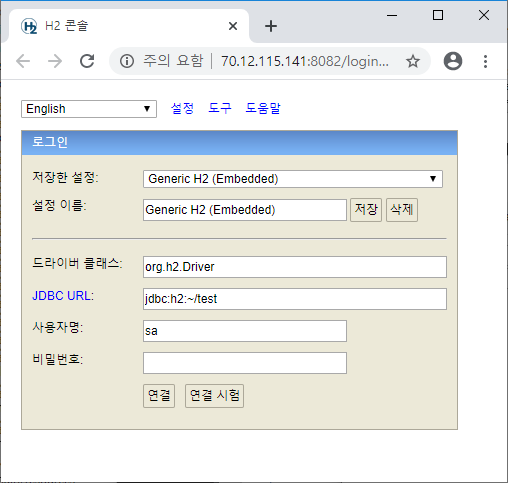 H2 콘솔
주의 요함 | 70.12.115.141:8082/login...
English 설정 도구 도움말
로그인
저장한 설정: Generic H2 (Embedded)
설정 이름: Generic H2 (Embedded) 저장 삭제
드라이버 클래스: org.h2.Driver
JDBC URL: jdbc:h2:~/test
사용자명: sa
비밀번호:
연결 연결 시험